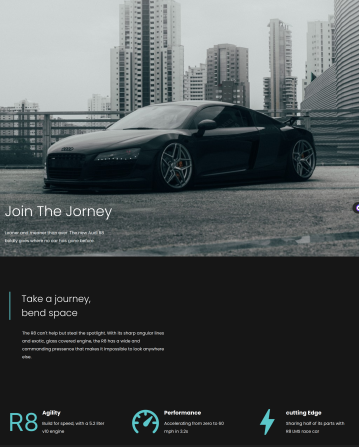 Join The Jorney
Leaner and meaner than ever. The new Audi R8
boldly goes where no car has gone before
Take a journey,
bend space
The R8 can't help but steal the spotlight. With its sharp angular lines
and exotic, glass covered engine, the R8 has a wide and
commanding pressence that makes it impossible to look anywhere
else.
R8
Agility
Build for speed, with a 5.2 liter
v10 engine
Performance
Accelerating from zero to 60
mph in 3.2s
cutting Edge
Sharing half of its parts with
R8 LMS race car